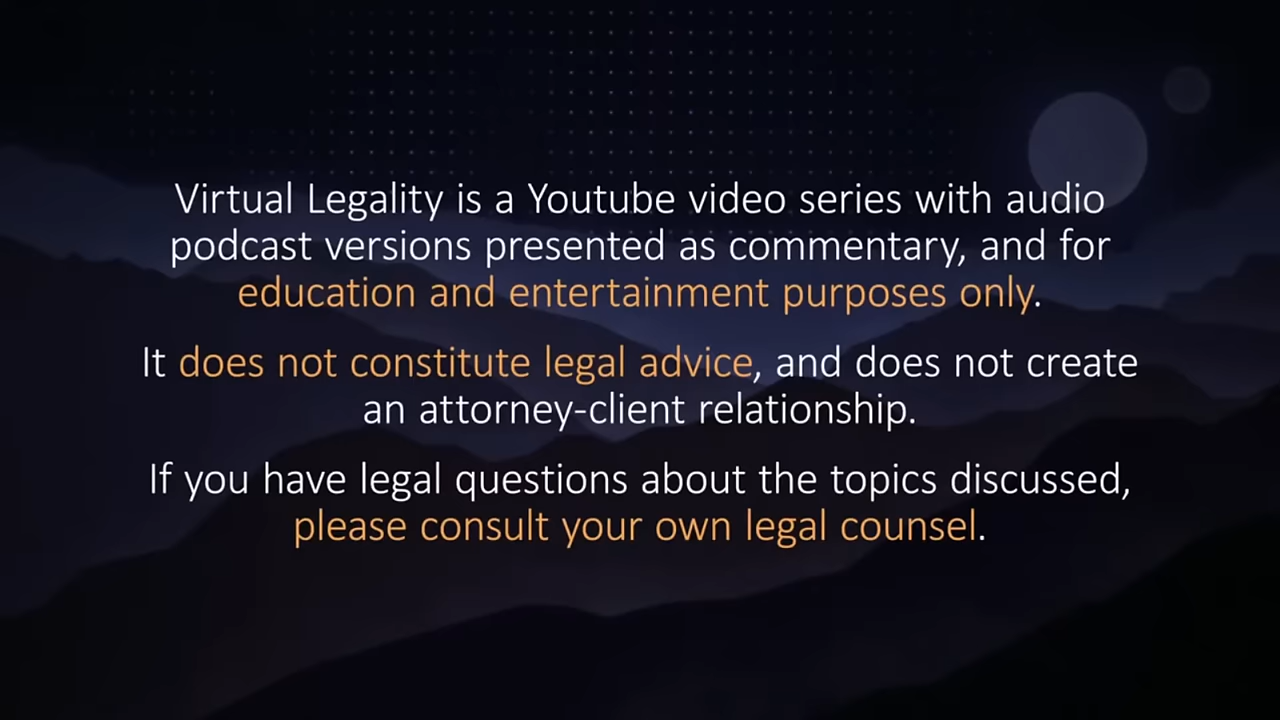 Virtual Legality is a Youtube video series with audio
podcast versions presented as commentary, and for
education and entertainment purposes only.
It does not constitute legal advice, and does not create
an attorney-client relationship.
If you have legal questions about the topics discussed,
please consult your own legal counsel.